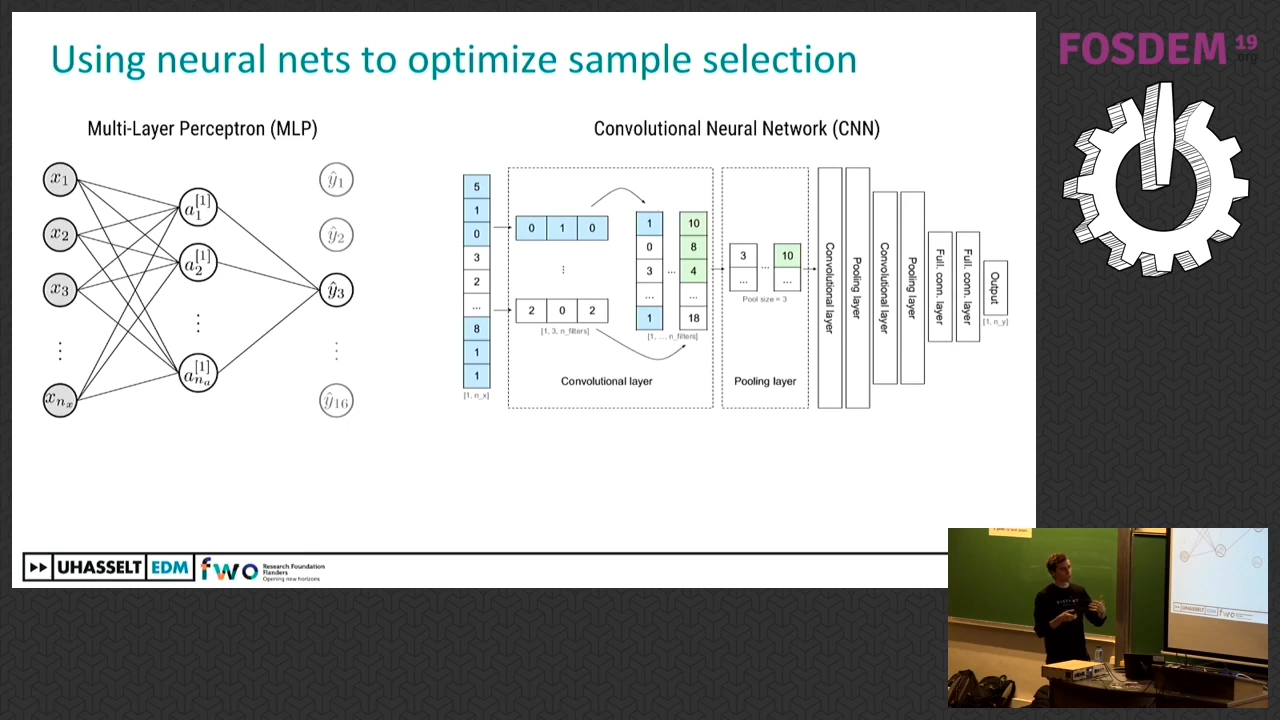 Using neural nets to optimize sample selection
FOSDEM 19
.org
Multi-Layer Perceptron (MLP)
Convolutional Neural Network (CNN)
x₁
x₂
x₃
⋮
xₙₓ
a₁^[1]
a₂^[1]
⋮
aₙₐ^[1]
ŷ₁
ŷ₂
ŷ₃
⋮
ŷ₁₆
5
1
0
3
2
...
8
1
1
[1, n_x]
0 1 0
⋮
2 0 2
[1, 3, n_filters]
Convolutional layer
1
0
3
...
1
...
10
8
4
...
18
[1, ..., n_filters]
3
...
...
10
...
Pool size = 3
Pooling layer
Convolutional layer
Pooling layer
Convolutional layer
Pooling layer
Full. conn. layer
Full. conn. layer
Output
[1, n_y]
UHASSELT EDM
fwo
Research Foundation
Flanders
Opening new horizons
UHASSELT EDM fwo